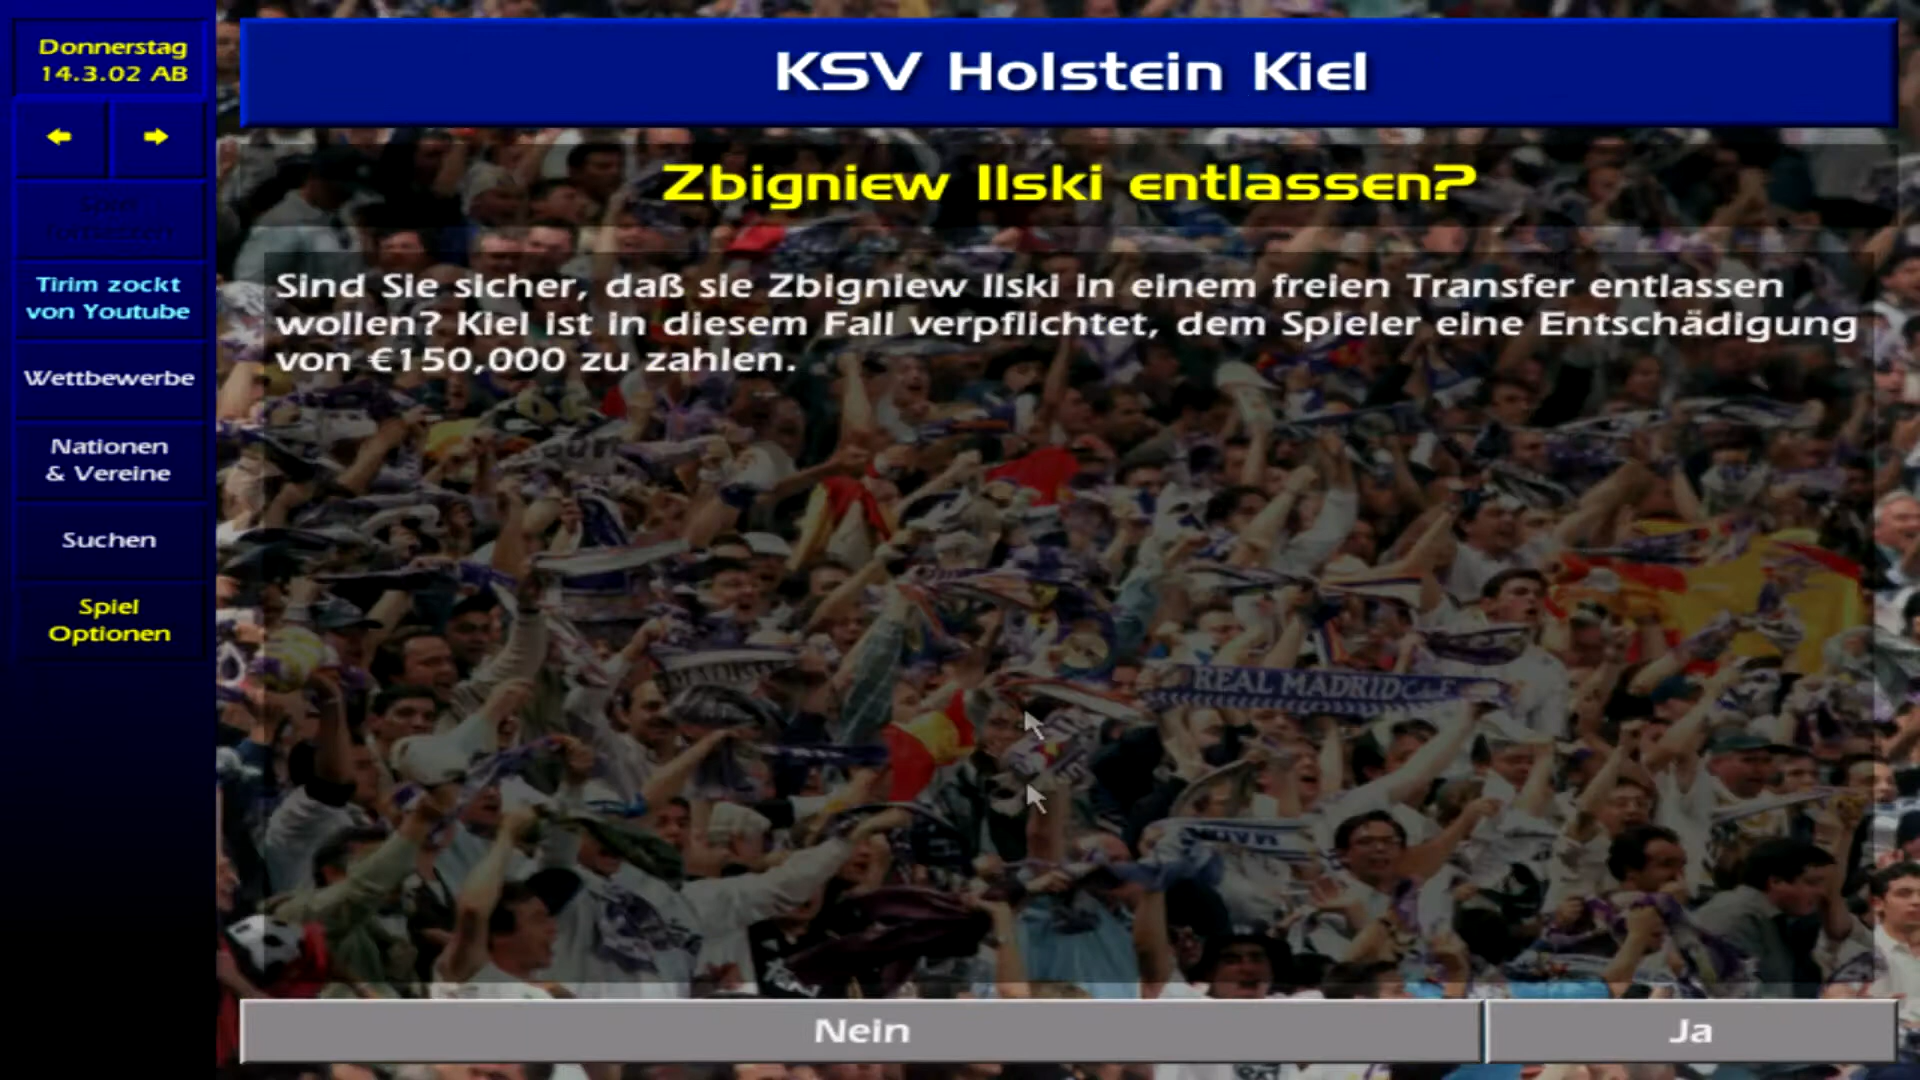 Donnerstag
14.3.02 AB
KSV Holstein Kiel
Zbigniew Ilski entlassen?
Spiel
fortsetzen
Tirim zockt
von Youtube
Wettbewerbe
Nationen
& Vereine
Suchen
Spiel
Optionen
Sind Sie sicher, daß sie Zbigniew Ilski in einem freien Transfer entlassen
wollen? Kiel ist in diesem Fall verpflichtet, dem Spieler eine Entschädigung
von €150,000 zu zahlen.
REAL MADRID C.F.
Nein
Ja